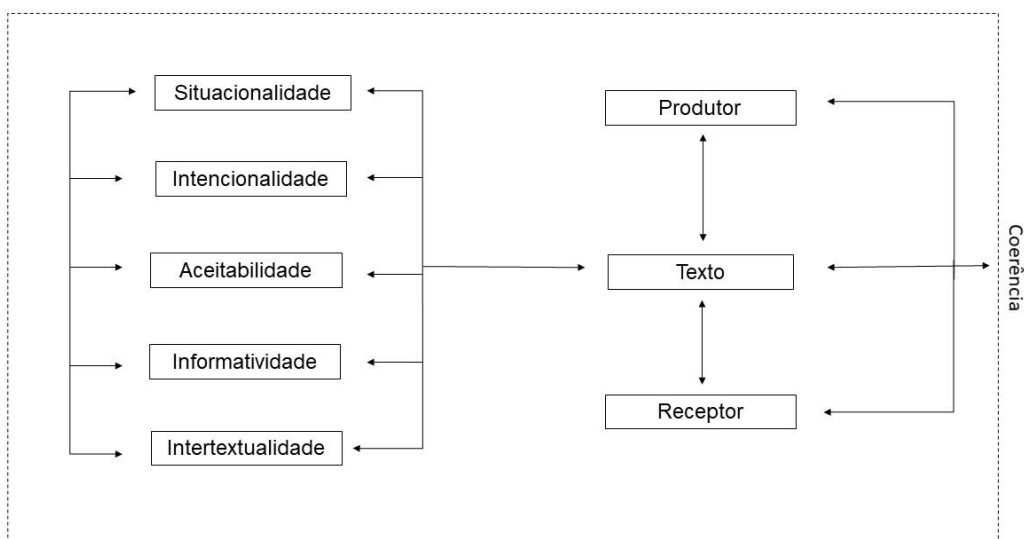 Situacionalidade
Intencionalidade
Aceitabilidade
Informatividade
Intertextualidade
Produtor
Texto
Receptor
Coerência